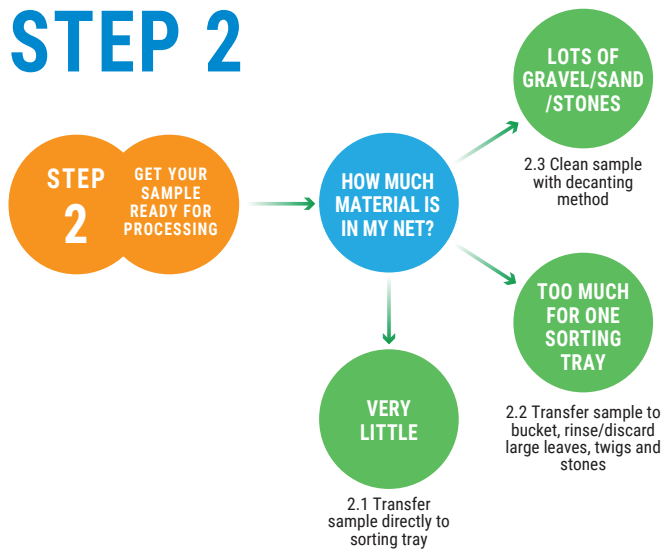 STEP 2
STEP
2
GET YOUR
SAMPLE
READY FOR
PROCESSING
HOW MUCH
MATERIAL IS
IN MY NET?
LOTS OF
GRAVEL/SAND
/STONES
2.3 Clean sample
with decanting
method
TOO MUCH
FOR ONE
SORTING
TRAY
2.2 Transfer sample to
bucket, rinse/discard
large leaves, twigs and
stones
VERY
LITTLE
2.1 Transfer
sample directly to
sorting tray